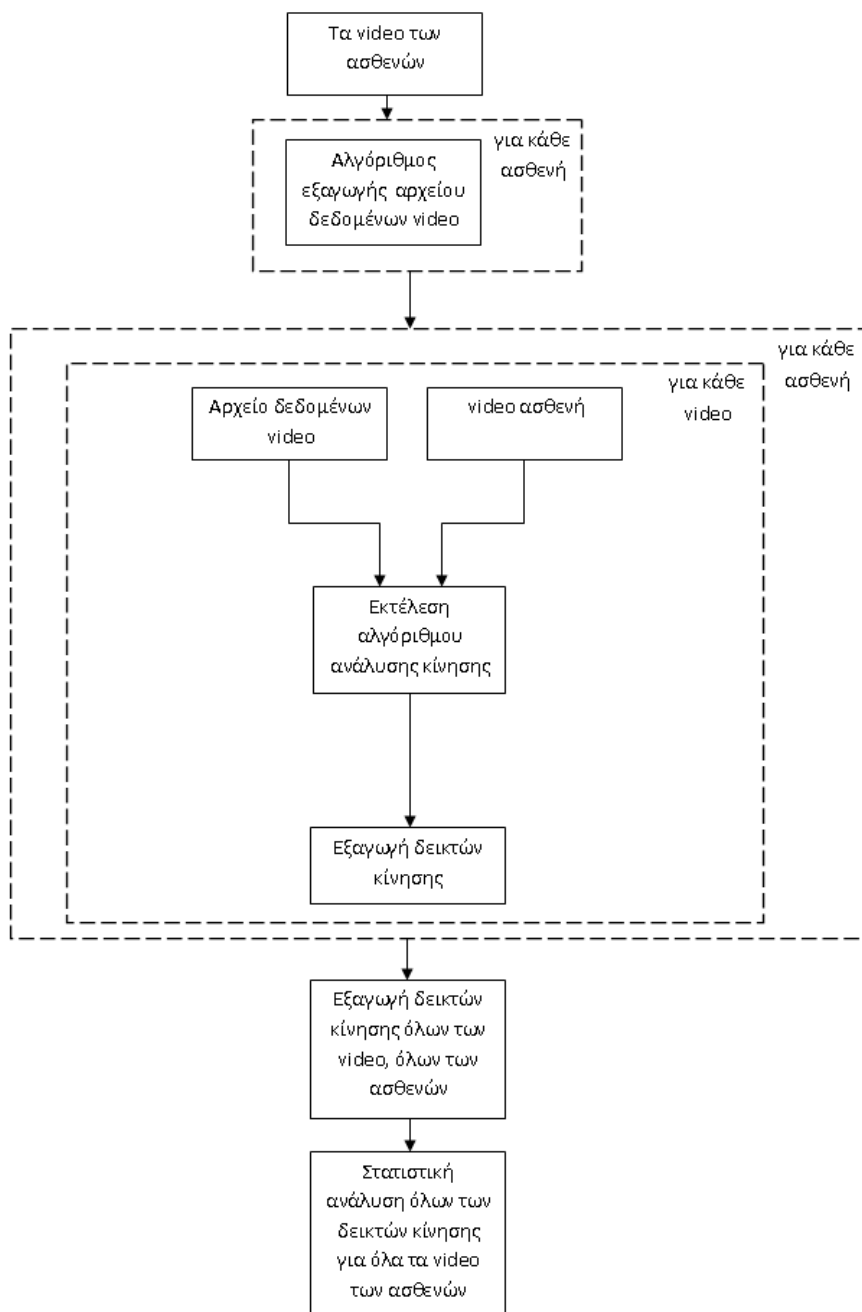 Τα video των
ασθενών
για κάθε
ασθενή
Αλγόριθμος
εξαγωγής αρχείου
δεδομένων video
για κάθε
ασθενή
για κάθε
video
Αρχείο δεδομένων
video
video ασθενή
Εκτέλεση
αλγόριθμου
ανάλυσης κίνησης
Εξαγωγή δεικτών
κίνησης
Εξαγωγή δεικτών
κίνησης όλων των
video, όλων των
ασθενών
Στατιστική
ανάλυση όλων των
δεικτών κίνησης
για όλα τα video
των ασθενών